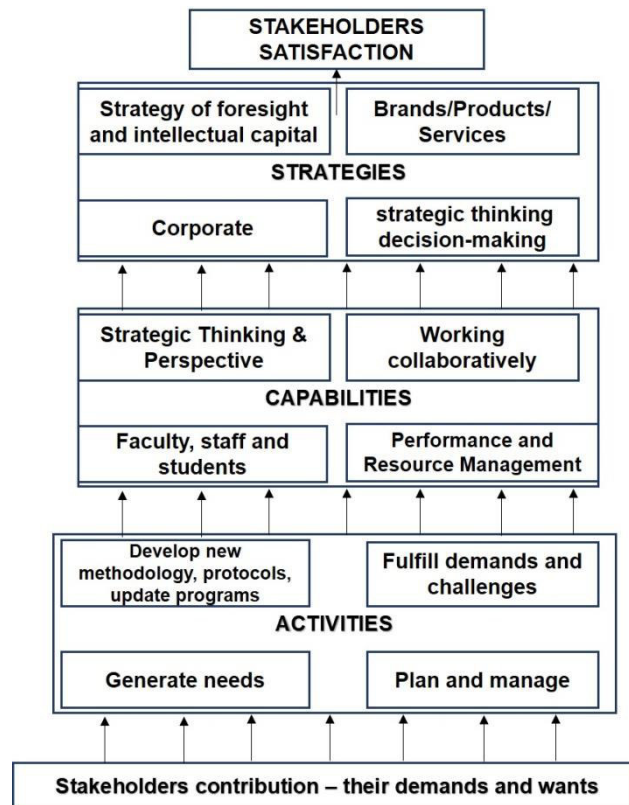 STAKEHOLDERS
SATISFACTION
Strategy of foresight
and intellectual capital
Brands/Products/
Services
STRATEGIES
Corporate
strategic thinking
decision-making
Strategic Thinking &
Perspective
Working
collaboratively
CAPABILITIES
Faculty, staff and
students
Performance and
Resource Management
Develop new
methodology, protocols,
update programs
Fulfill demands and
challenges
ACTIVITIES
Generate needs
Plan and manage
Stakeholders contribution – their demands and wants